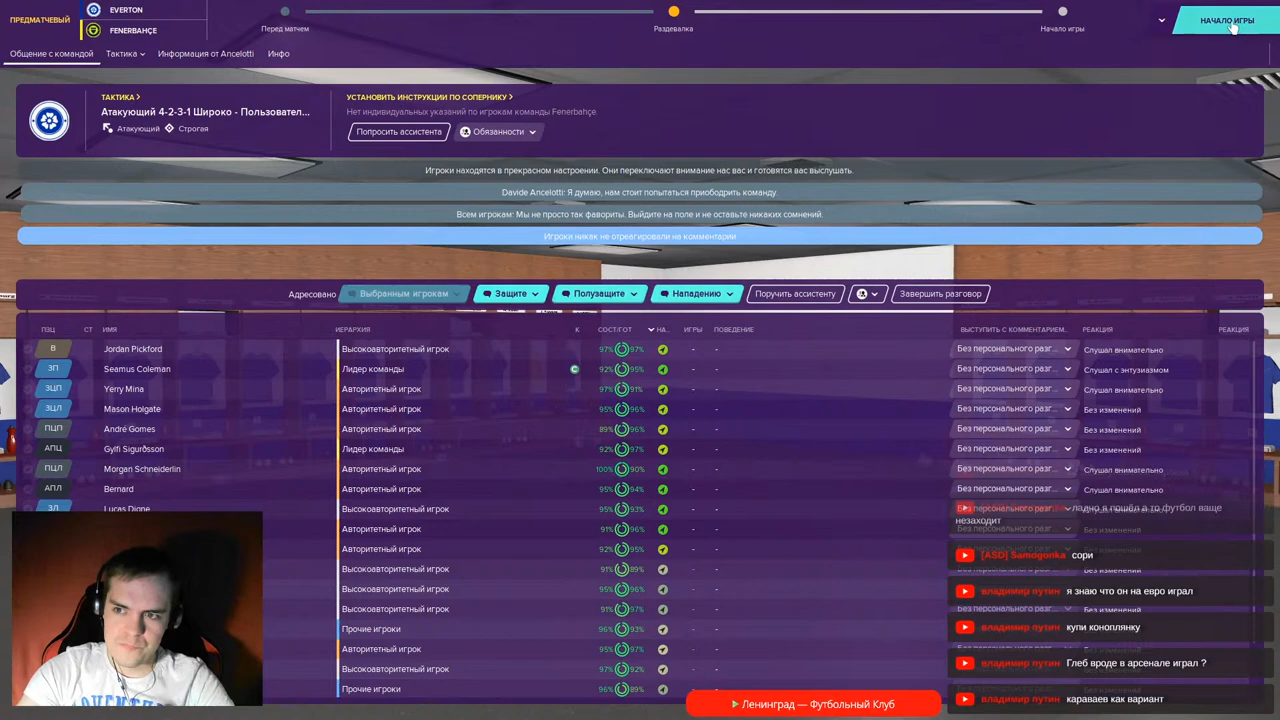 ПРЕДМАТЧЕВЫЙ
EVERTON
FENERBAHÇE
Перед матчем
Раздевалка
Начало игры
НАЧАЛО ИГРЫ
Общение с командой
Тактика
Информация от Ancelotti
Инфо
ТАКТИКА
Атакующий 4-2-3-1 Широко - Пользовател...
Атакующий
Строгая
УСТАНОВИТЬ ИНСТРУКЦИИ ПО СОПЕРНИКУ
Нет индивидуальных указаний по игрокам команды Fenerbahçe.
Попросить ассистента
Обязанности
Игроки находятся в прекрасном настроении. Они переключают внимание нас вас и готовятся вас выслушать.
Davide Ancelotti: Я думаю, нам стоит попытаться приободрить команду.
Всем игрокам: Мы не просто так фавориты. Выйдите на поле и не оставьте никаких сомнений.
Игроки никак не отреагировали на комментарии
Адресовано
Выбранным игрокам
Защите
Полузащите
Нападению
Поручить ассистенту
Завершить разговор
ПЗЦ СТ ИМЯ ИЕРАРХИЯ К СОСТ/ГОТ НА.. ИГРЫ ПОВЕДЕНИЕ ВЫСТУПИТЬ С КОММЕНТАРИЕМ.. РЕАКЦИЯ РЕАКЦИЯ
В Jordan Pickford Высокоавторитетный игрок 97% 97% - - Без персонального разг... Слушал внимательно
ЗП Seamus Coleman Лидер команды C 92% 95% - - Без персонального разг... Слушал с энтузиазмом
ЗЦП Yerry Mina Авторитетный игрок 97% 91% - - Без персонального разг... Слушал внимательно
ЗЦЛ Mason Holgate Авторитетный игрок 95% 96% - - Без персонального разг... Без изменений
ПЦП André Gomes Авторитетный игрок 89% 96% - - Без персонального разг... Без изменений
АПЦ Gylfi Sigurðsson Лидер команды 92% 97% - - Без персонального разг... Без изменений
ПЦЛ Morgan Schneiderlin Авторитетный игрок 100% 90% - - Без персонального разг... Слушал внимательно
АПЛ Bernard Авторитетный игрок 95% 94% - - Без персонального разг... Слушал внимательно
ЗЛ Lucas Digne Высокоавторитетный игрок 95% 93% - -
Авторитетный игрок 91% 96% - -
Авторитетный игрок 92% 95% - -
Высокоавторитетный игрок 91% 89% - -
Высокоавторитетный игрок 95% 96% - -
Высокоавторитетный игрок 91% 97% - -
Прочие игроки 96% 93% - -
Авторитетный игрок 95% 97% - -
Высокоавторитетный игрок 97% 92% - -
Прочие игроки 96% 89% - -
ладно я пошёл а то футбол ваще
незаходит
[ASD] Samogonka сори
владимир путин я знаю что он на евро играл
владимир путин купи коноплянку
владимир путин Глеб вроде в арсенале играл ?
владимир путин караваев как вариант
Ленинград — Футбольный Клуб